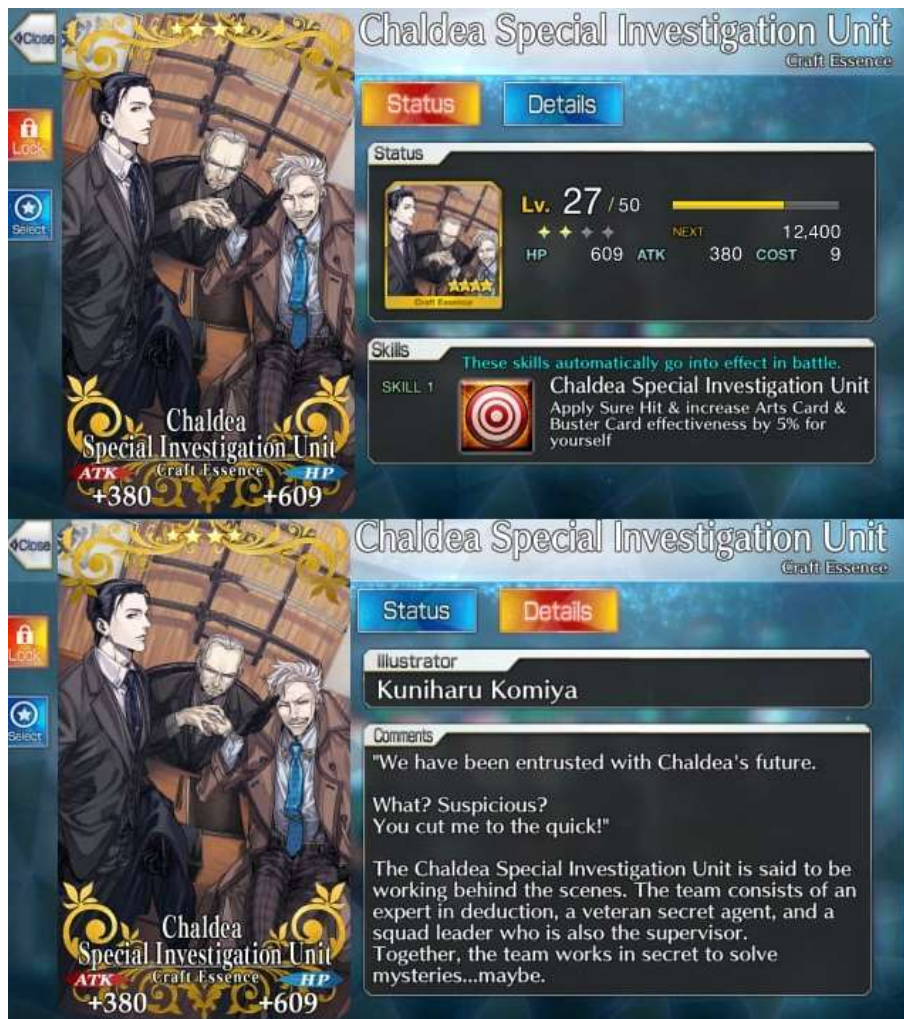 Close
Lock
Select
Chaldea
Special Investigation Unit
Craft Essence
ATK
HP
+380
+609
Chaldea Special Investigation Unit
Craft Essence
Status
Details
Status
Craft Essence
Lv. 27/50
NEXT 12,400
HP 609 ATK 380 COST 9
Skills
These skills automatically go into effect in battle.
SKILL 1
Chaldea Special Investigation Unit
Apply Sure Hit & increase Arts Card &
Buster Card effectiveness by 5% for
yourself
Close
Lock
Select
Chaldea
Special Investigation Unit
Craft Essence
ATK
HP
+380
+609
Chaldea Special Investigation Unit
Craft Essence
Status
Details
Illustrator
Kuniharu Komiya
Comments
"We have been entrusted with Chaldea's future.
What? Suspicious?
You cut me to the quick!"
The Chaldea Special Investigation Unit is said to be
working behind the scenes. The team consists of an
expert in deduction, a veteran secret agent, and a
squad leader who is also the supervisor.
Together, the team works in secret to solve
mysteries...maybe.